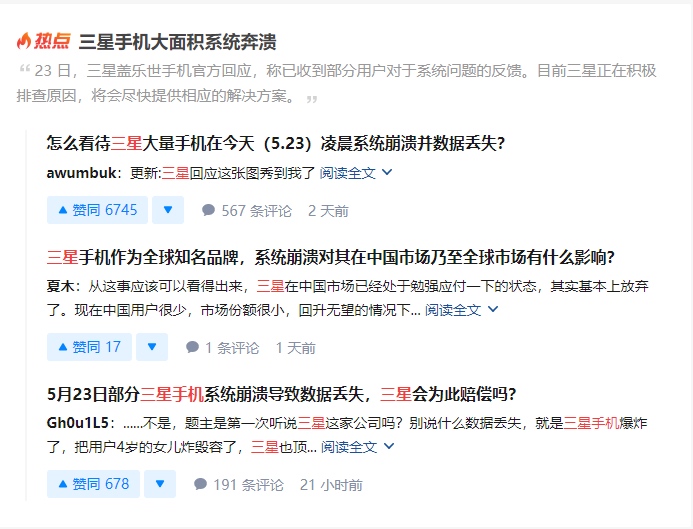 热点 三星手机大面积系统奔溃
“ 23 日，三星盖乐世手机官方回应，称已收到部分用户对于系统问题的反馈。目前三星正在积极
排查原因，将会尽快提供相应的解决方案。 ”
怎么看待三星大量手机在今天（5.23）凌晨系统崩溃并数据丢失？
awumbuk：更新:三星回应这张图秀到我了 阅读全文
赞同 6745 567 条评论 2 天前
三星手机作为全球知名品牌，系统崩溃对其在中国市场乃至全球市场有什么影响？
夏木：从这事应该可以看得出来，三星在中国市场已经处于勉强应付一下的状态，其实基本上放弃
了。现在中国用户很少，市场份额很小，回升无望的情况下... 阅读全文
赞同 17 1 条评论 1 天前
5月23日部分三星手机系统崩溃导致数据丢失，三星会为此赔偿吗？
Gh0u1L5：……不是，题主是第一次听说三星这家公司吗？别说什么数据丢失，就是三星手机爆炸
了，把用户4岁的女儿炸毁容了，三星也顶... 阅读全文
赞同 678 191 条评论 21 小时前